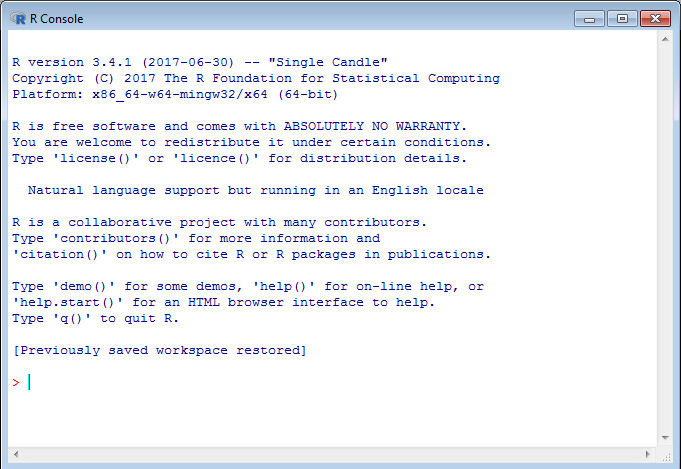 R Console
R version 3.4.1 (2017-06-30) -- "Single Candle"
Copyright (C) 2017 The R Foundation for Statistical Computing
Platform: x86_64-w64-mingw32/x64 (64-bit)
R is free software and comes with ABSOLUTELY NO WARRANTY.
You are welcome to redistribute it under certain conditions.
Type 'license()' or 'licence()' for distribution details.
Natural language support but running in an English locale
R is a collaborative project with many contributors.
Type 'contributors()' for more information and
'citation()' on how to cite R or R packages in publications.
Type 'demo()' for some demos, 'help()' for on-line help, or
'help.start()' for an HTML browser interface to help.
Type 'q()' to quit R.
[Previously saved workspace restored]
>